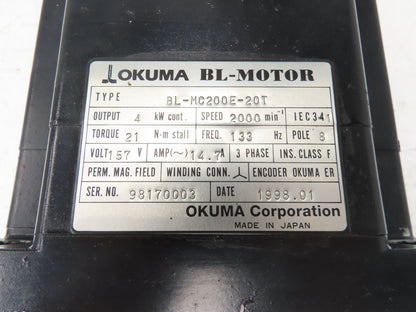 OKUMA BL-MOTOR
TYPE BL-MC200E-20T
OUTPUT 4 kW cont. SPEED 2000 min⁻¹ IEC341
TORQUE 21 N·m stall FREQ. 133 Hz POLE 8
VOLT 157 V AMP(~) 14.7A 3 PHASE INS. CLASS F
PERM. MAG. FIELD WINDING CONN. ENCODER OKUMA ER
SER. NO. 98170003 DATE 1998.01
OKUMA Corporation
MADE IN JAPAN